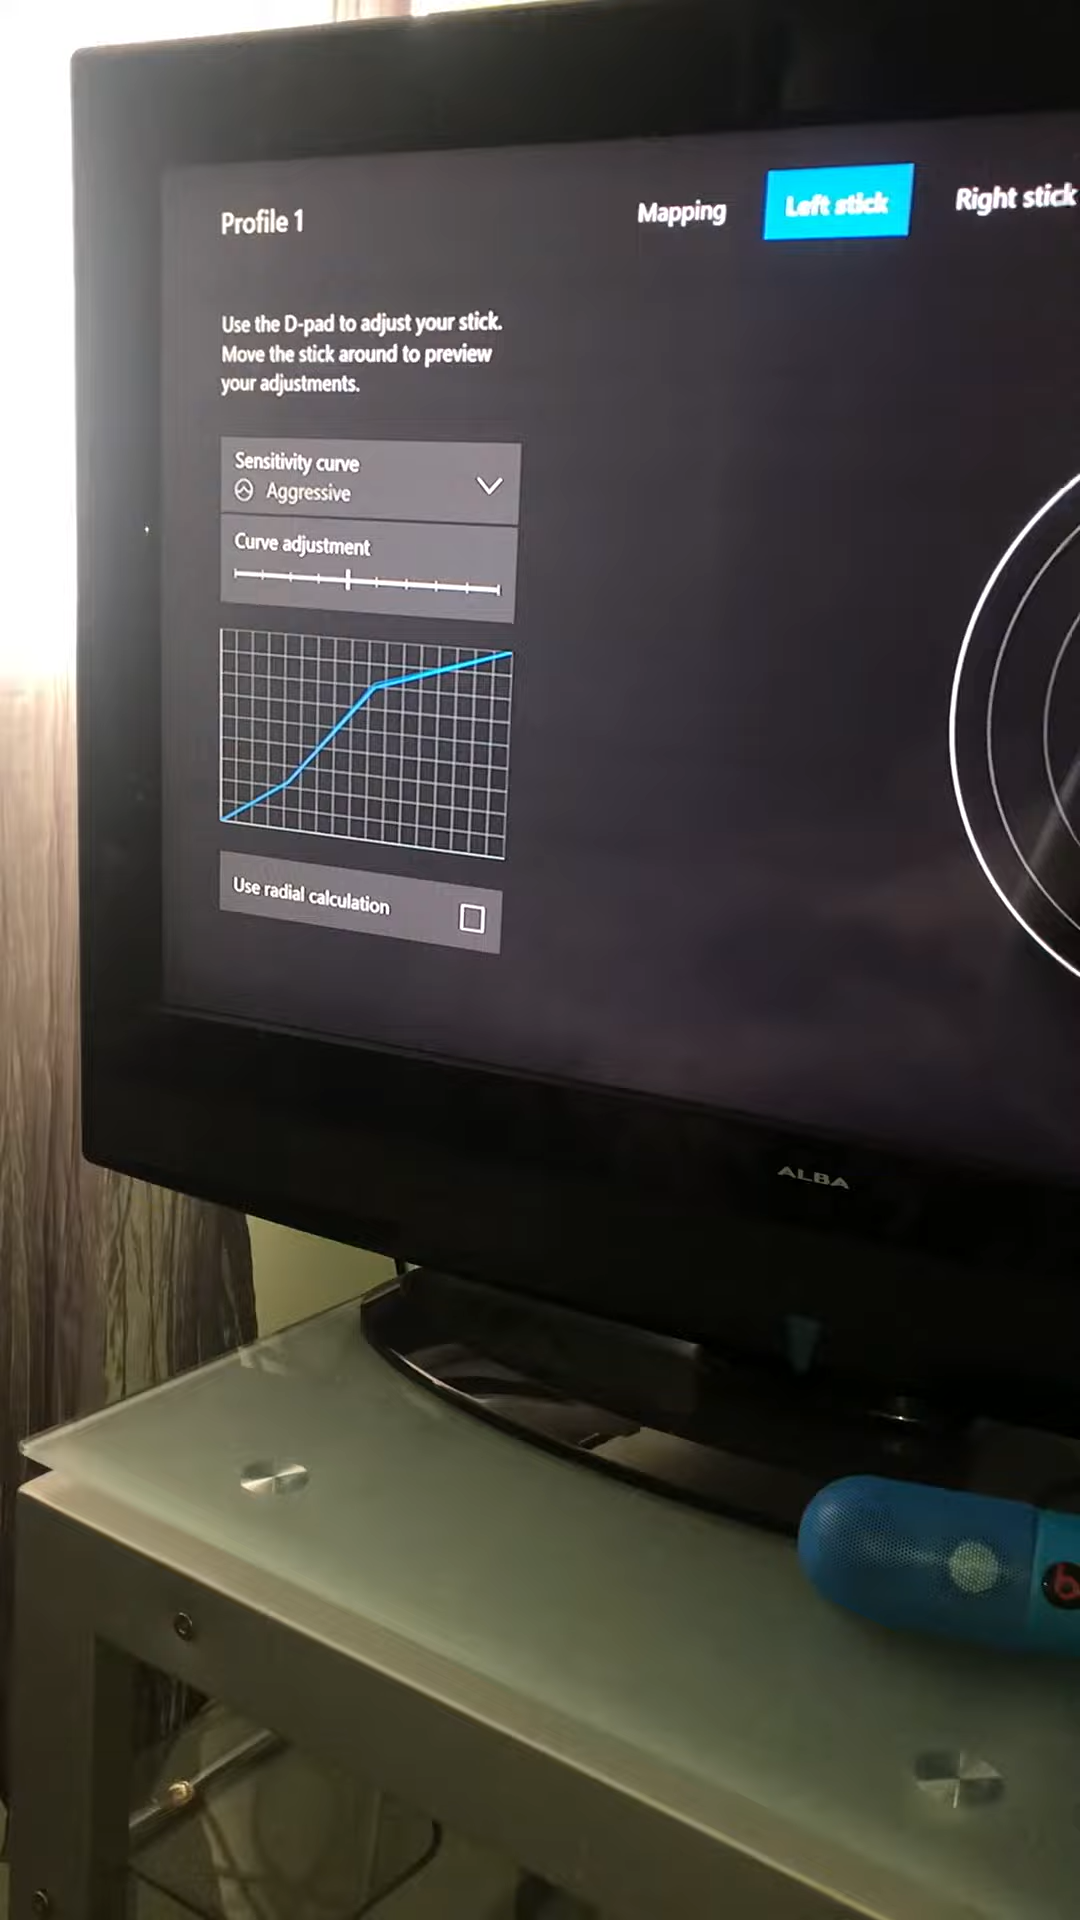 Profile 1
Mapping
Left stick
Right stick
Use the D-pad to adjust your stick.
Move the stick around to preview
your adjustments.
Sensitivity curve
Aggressive
Curve adjustment
Use radial calculation
ALBA
b